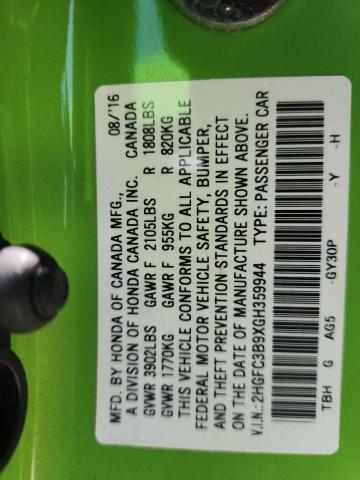 MFD. BY HONDA OF CANADA MFG., 08/'16
A DIVISION OF HONDA CANADA INC. CANADA
GVWR 3902LBS GAWR F 2105LBS R 1808LBS
GVWR 1770KG GAWR F 955KG R 820KG
THIS VEHICLE CONFORMS TO ALL APPLICABLE
FEDERAL MOTOR VEHICLE SAFETY, BUMPER,
AND THEFT PREVENTION STANDARDS IN EFFECT
ON THE DATE OF MANUFACTURE SHOWN ABOVE.
V.I.N.: 2HGFC3B9XGH359944 TYPE: PASSENGER CAR
TBH G AG5 -GY30P -Y -H